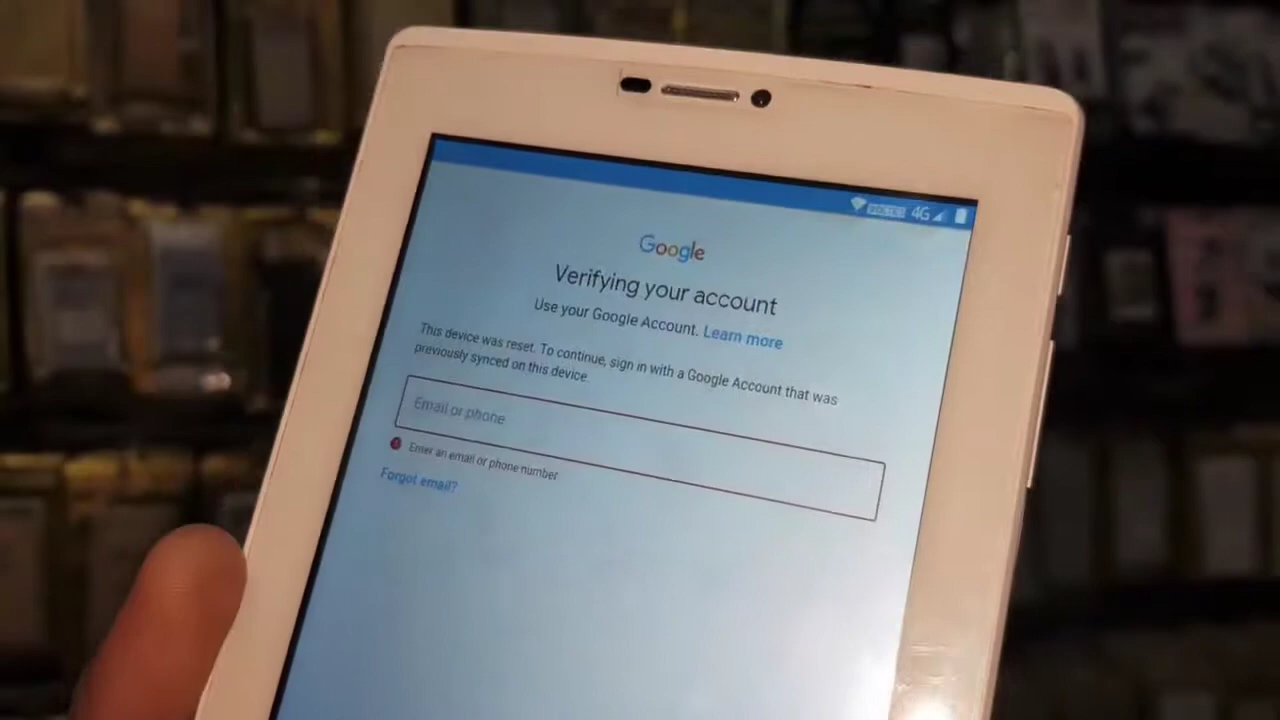 4G
Google
Verifying your account
Use your Google Account. Learn more
This device was reset. To continue, sign in with a Google Account that was
previously synced on this device.
Email or phone
Enter an email or phone number
Forgot email?